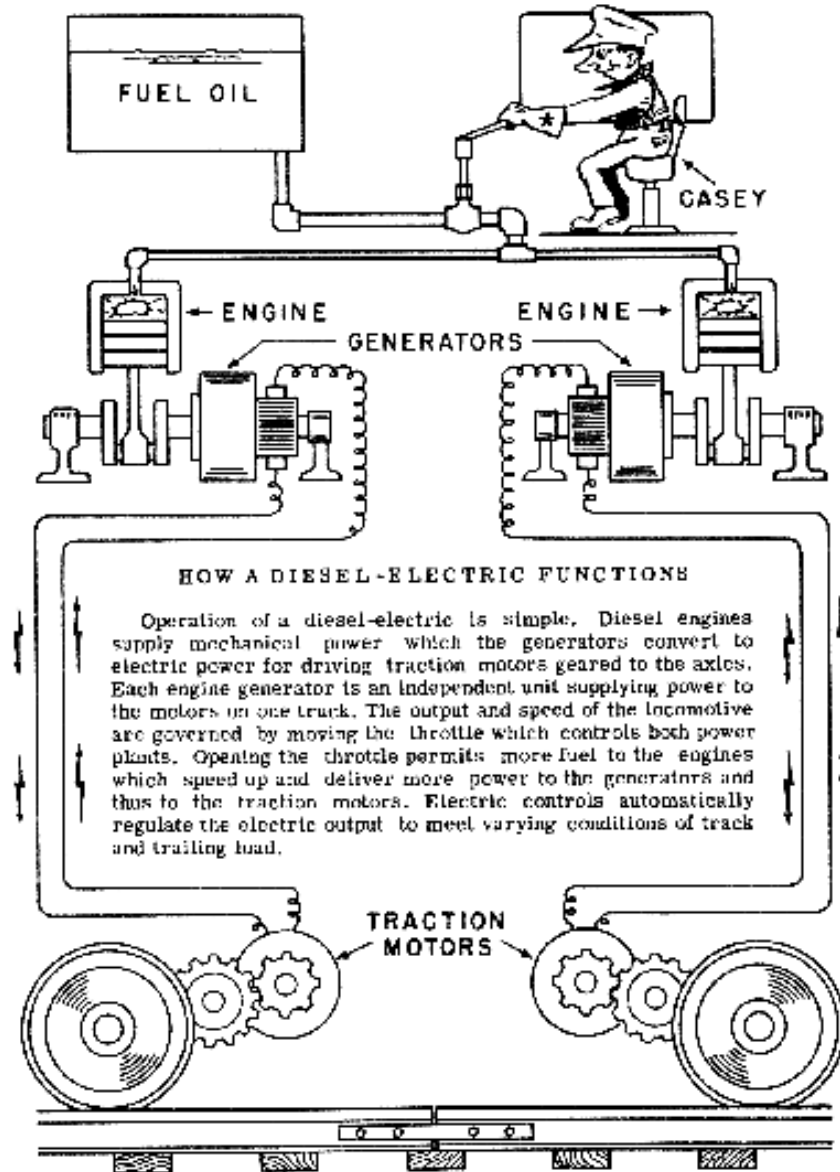 FUEL OIL
CASEY
ENGINE
ENGINE
GENERATORS
HOW A DIESEL-ELECTRIC FUNCTIONS
Operation of a diesel-electric is simple. Diesel engines
supply mechanical power which the generators convert to
electric power for driving traction motors geared to the axles.
Each engine generator is an independent unit supplying power to
the motors on one truck. The output and speed of the locomotive
are governed by moving the throttle which controls both power
plants. Opening the throttle permits more fuel to the engines
which speed up and deliver more power to the generators and
thus to the traction motors. Electric controls automatically
regulate the electric output to meet varying conditions of track
and trailing load.
TRACTION
MOTORS